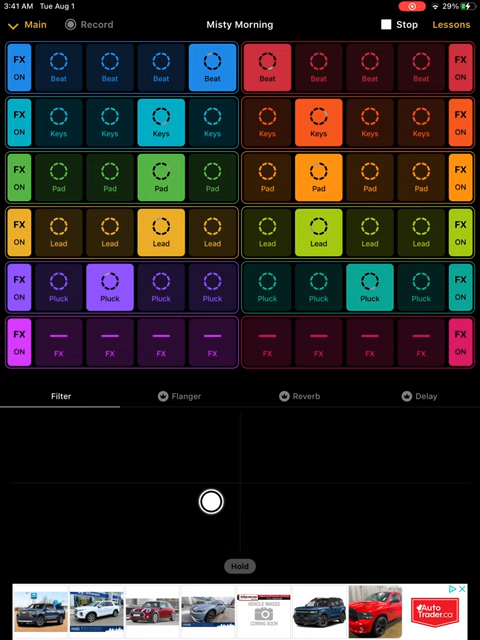 3:41 AM Tue Aug 1 29%
Main Record Misty Morning Stop Lessons
FX ON Beat Beat Beat Beat Beat Beat Beat Beat FX ON
FX ON Keys Keys Keys Keys Keys Keys Keys Keys FX ON
FX ON Pad Pad Pad Pad Pad Pad Pad Pad FX ON
FX ON Lead Lead Lead Lead Lead Lead Lead Lead FX ON
FX ON Pluck Pluck Pluck Pluck Pluck Pluck Pluck Pluck FX ON
FX ON FX FX FX FX FX FX FX FX FX ON
Filter Flanger Reverb Delay
Hold
VEHICLE IMAGES
COMING SOON
AutoTrader.ca